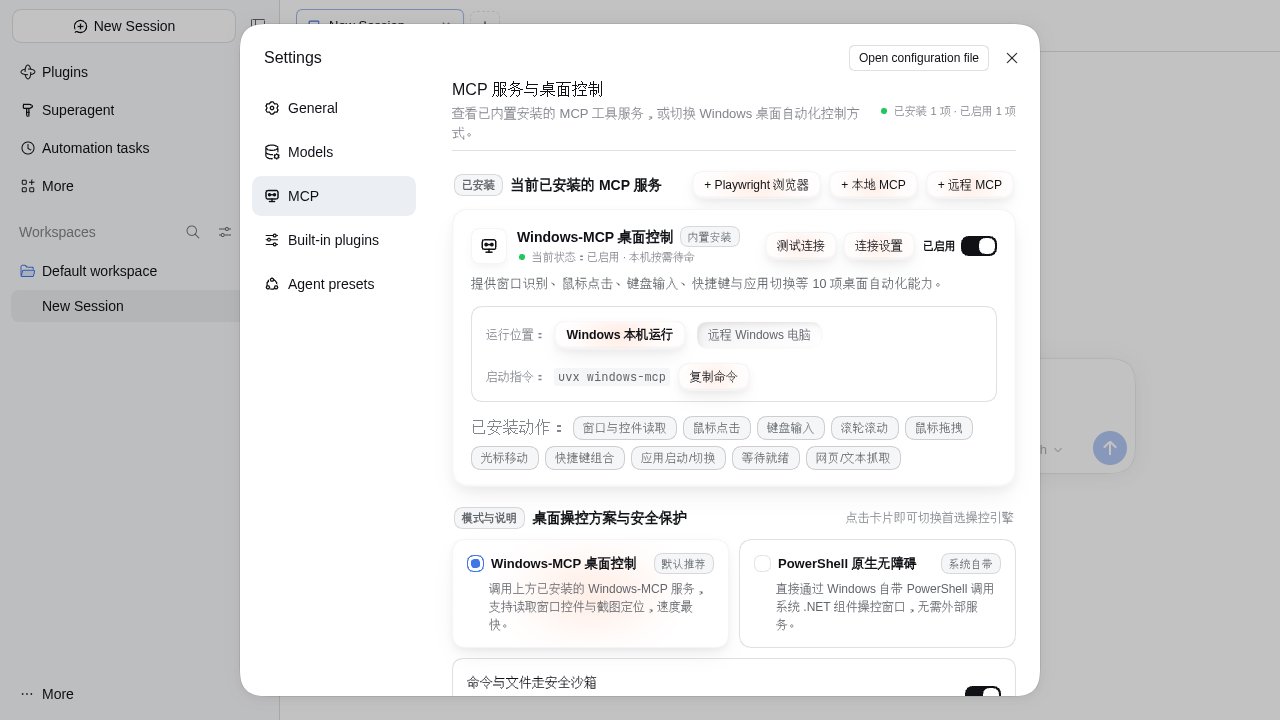 New Session
New Session
Plugins
Superagent
Automation tasks
More
Workspaces
Default workspace
New Session
More
Settings
Open configuration file
General
Models
MCP
Built-in plugins
Agent presets
MCP 服务与桌面控制
查看已内置安装的 MCP 工具服务，或切换 Windows 桌面自动化控制方
式。
已安装 1 项 · 已启用 1 项
已安装 当前已安装的 MCP 服务 + Playwright 浏览器 + 本地 MCP + 远程 MCP
Windows-MCP 桌面控制 内置安装
当前状态：已启用 · 本机按需待命
测试连接 连接设置 已启用
提供窗口识别、鼠标点击、键盘输入、快捷键与应用切换等 10 项桌面自动化能力。
运行位置： Windows 本机运行 远程 Windows 电脑
启动指令： uvx windows-mcp 复制命令
已安装动作： 窗口与控件读取 鼠标点击 键盘输入 滚轮滚动 鼠标拖拽
光标移动 快捷键组合 应用启动/切换 等待就绪 网页/文本抓取
模式与说明 桌面操控方案与安全保护 点击卡片即可切换首选操控引擎
Windows-MCP 桌面控制 默认推荐
调用上方已安装的 Windows-MCP 服务，
支持读取窗口控件与截图定位，速度最
快。
PowerShell 原生无障碍 系统自带
直接通过 Windows 自带 PowerShell 调用
系统 .NET 组件操控窗口，无需外部服
务。
命令与文件走安全沙箱
h